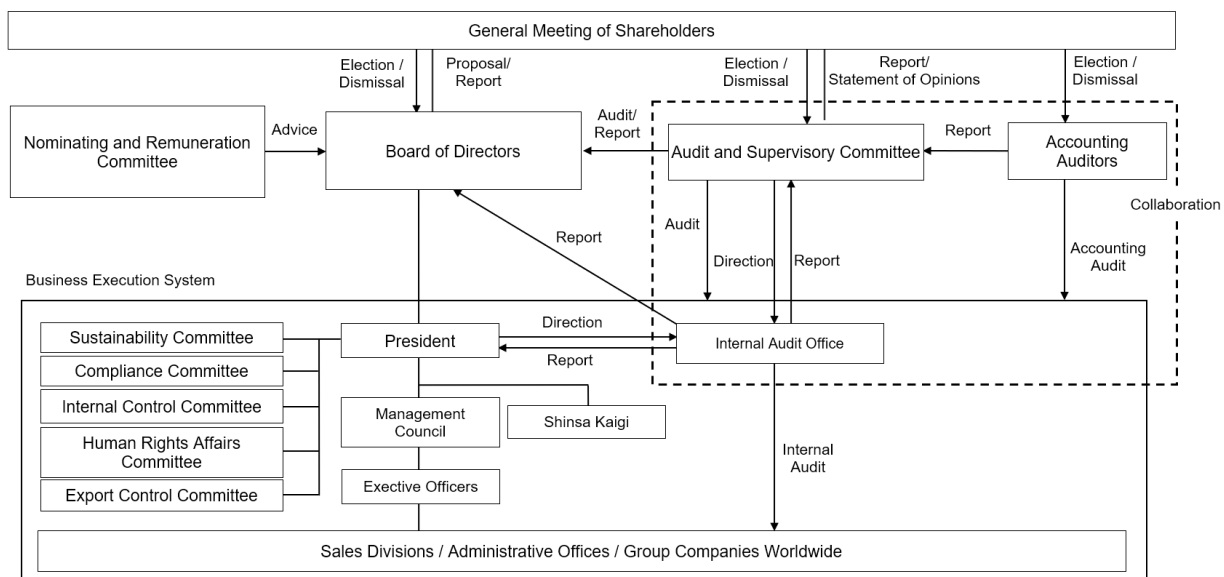 General Meeting of Shareholders
Election /
Dismissal
Proposal/
Report
Election /
Dismissal
Report/
Statement of Opinions
Election /
Dismissal
Nominating and Remuneration
Committee
Advice
Board of Directors
Audit/
Report
Audit and Supervisory Committee
Report
Accounting
Auditors
Collaboration
Report
Audit
Direction
Report
Accounting
Audit
Business Execution System
Sustainability Committee
Compliance Committee
Internal Control Committee
Human Rights Affairs
Committee
Export Control Committee
President
Direction
Report
Internal Audit Office
Management
Council
Shinsa Kaigi
Exective Officers
Internal
Audit
Sales Divisions / Administrative Offices / Group Companies Worldwide